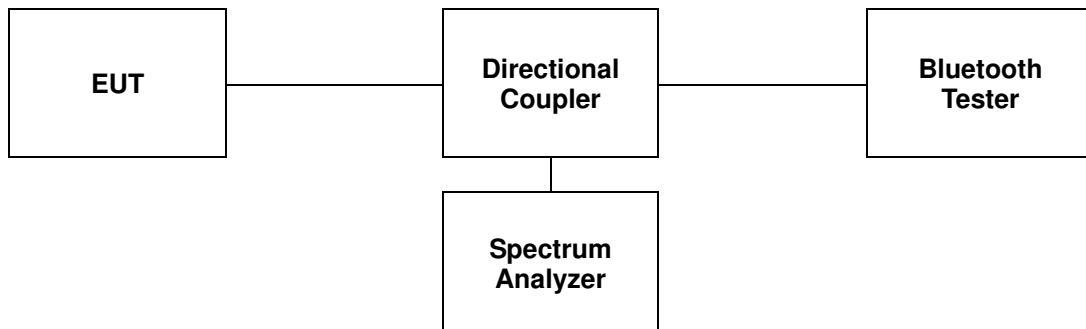 EUT
Directional
Coupler
Bluetooth
Tester
Spectrum
Analyzer